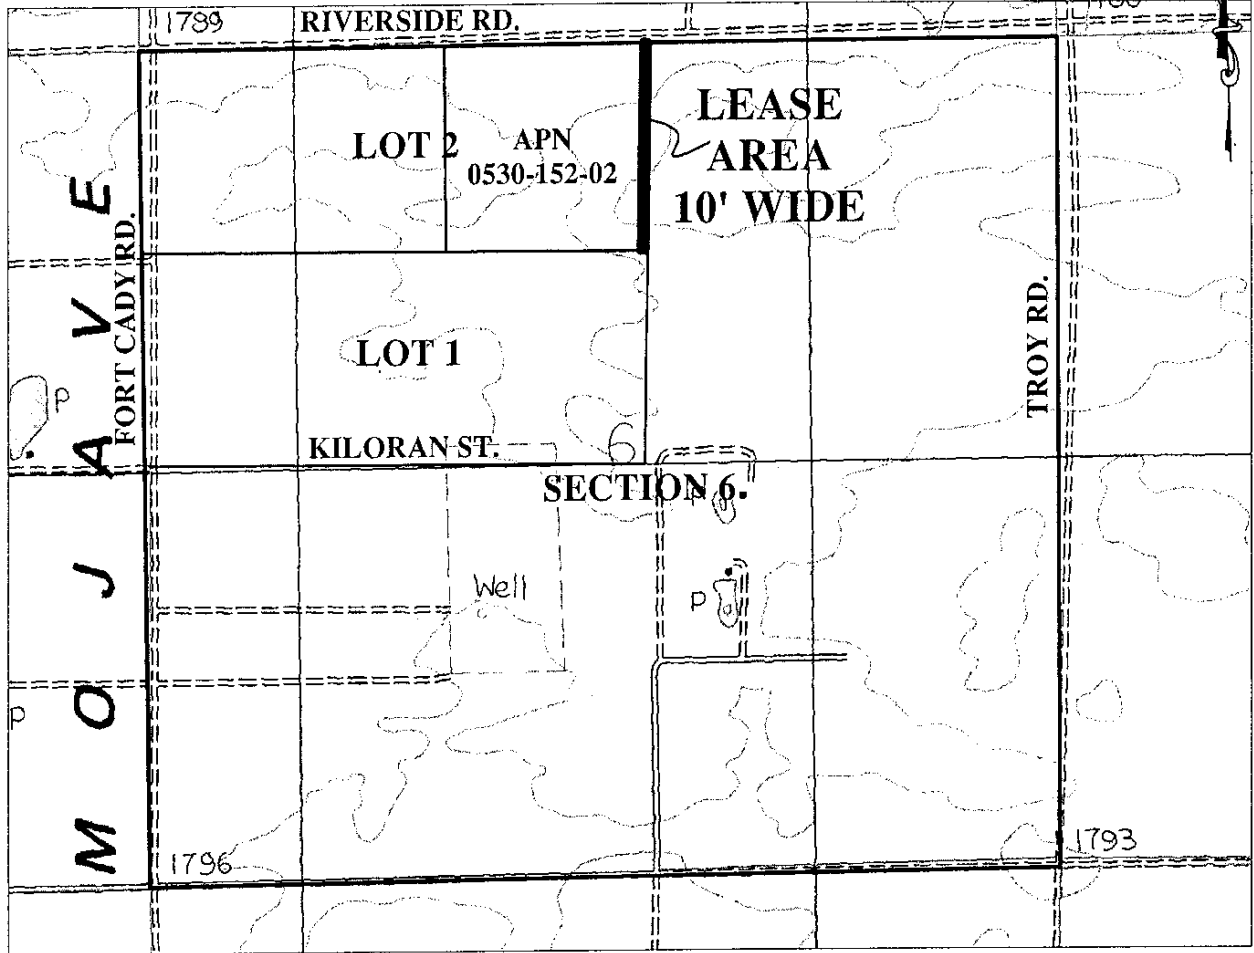 1789
RIVERSIDE RD.
LOT 2
APN
0530-152-02
LEASE
AREA
10' WIDE
MOJAVE
FORT CADY RD.
TROY RD.
LOT 1
P
KILORAN ST.
6
SECTION 6.
P
Well
P
P
1796
1793